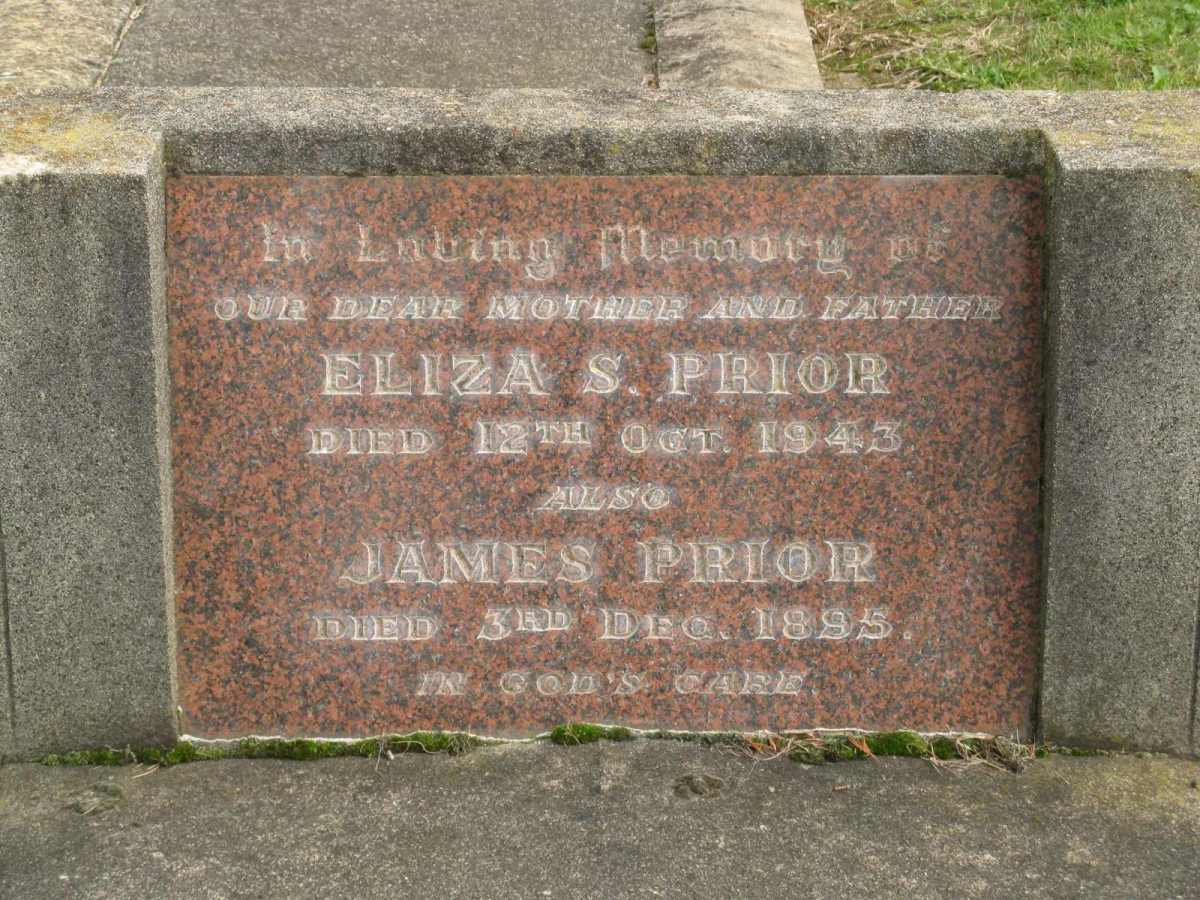 In Loving Memory of
OUR DEAR MOTHER AND FATHER
ELIZA S. PRIOR
DIED 12TH OCT. 1943
ALSO
JAMES PRIOR
DIED 3RD DEC. 1895.
IN GOD'S CARE.